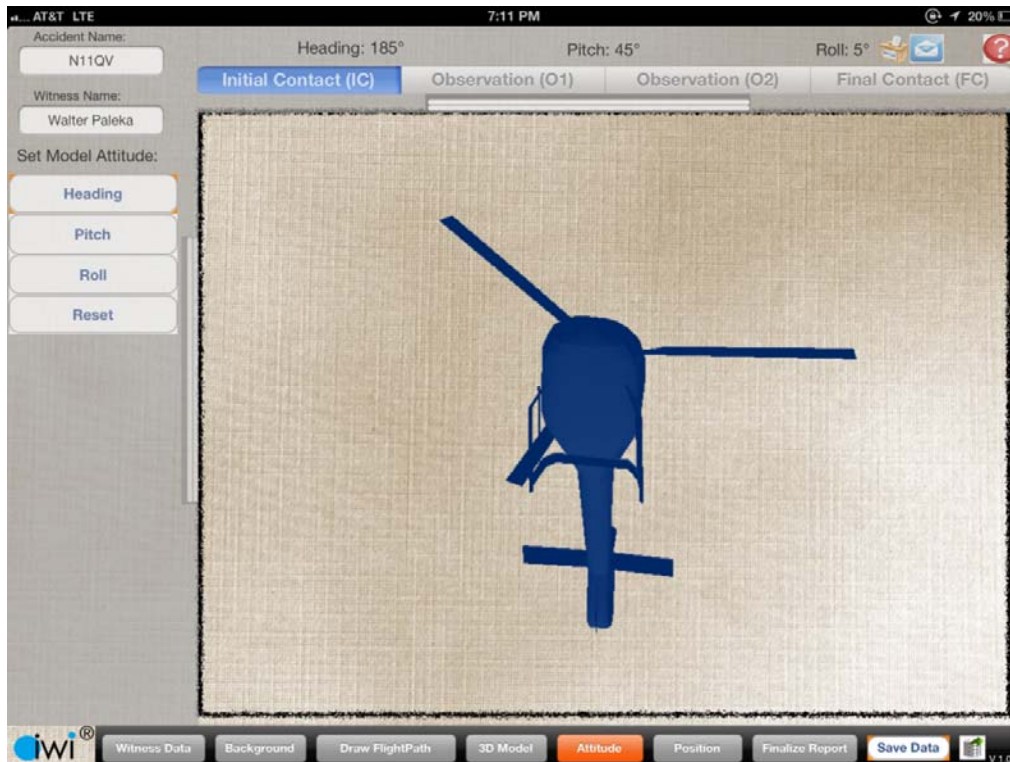 AT&T LTE 7:11 PM 20%
Accident Name:
N11QV
Witness Name:
Walter Paleka
Set Model Attitude:
Heading
Pitch
Roll
Reset
Heading: 185° Pitch: 45° Roll: 5° ?
Initial Contact (IC) Observation (O1) Observation (O2) Final Contact (FC)
iwi® Witness Data Background Draw FlightPath 3D Model Attitude Position Finalize Report Save Data